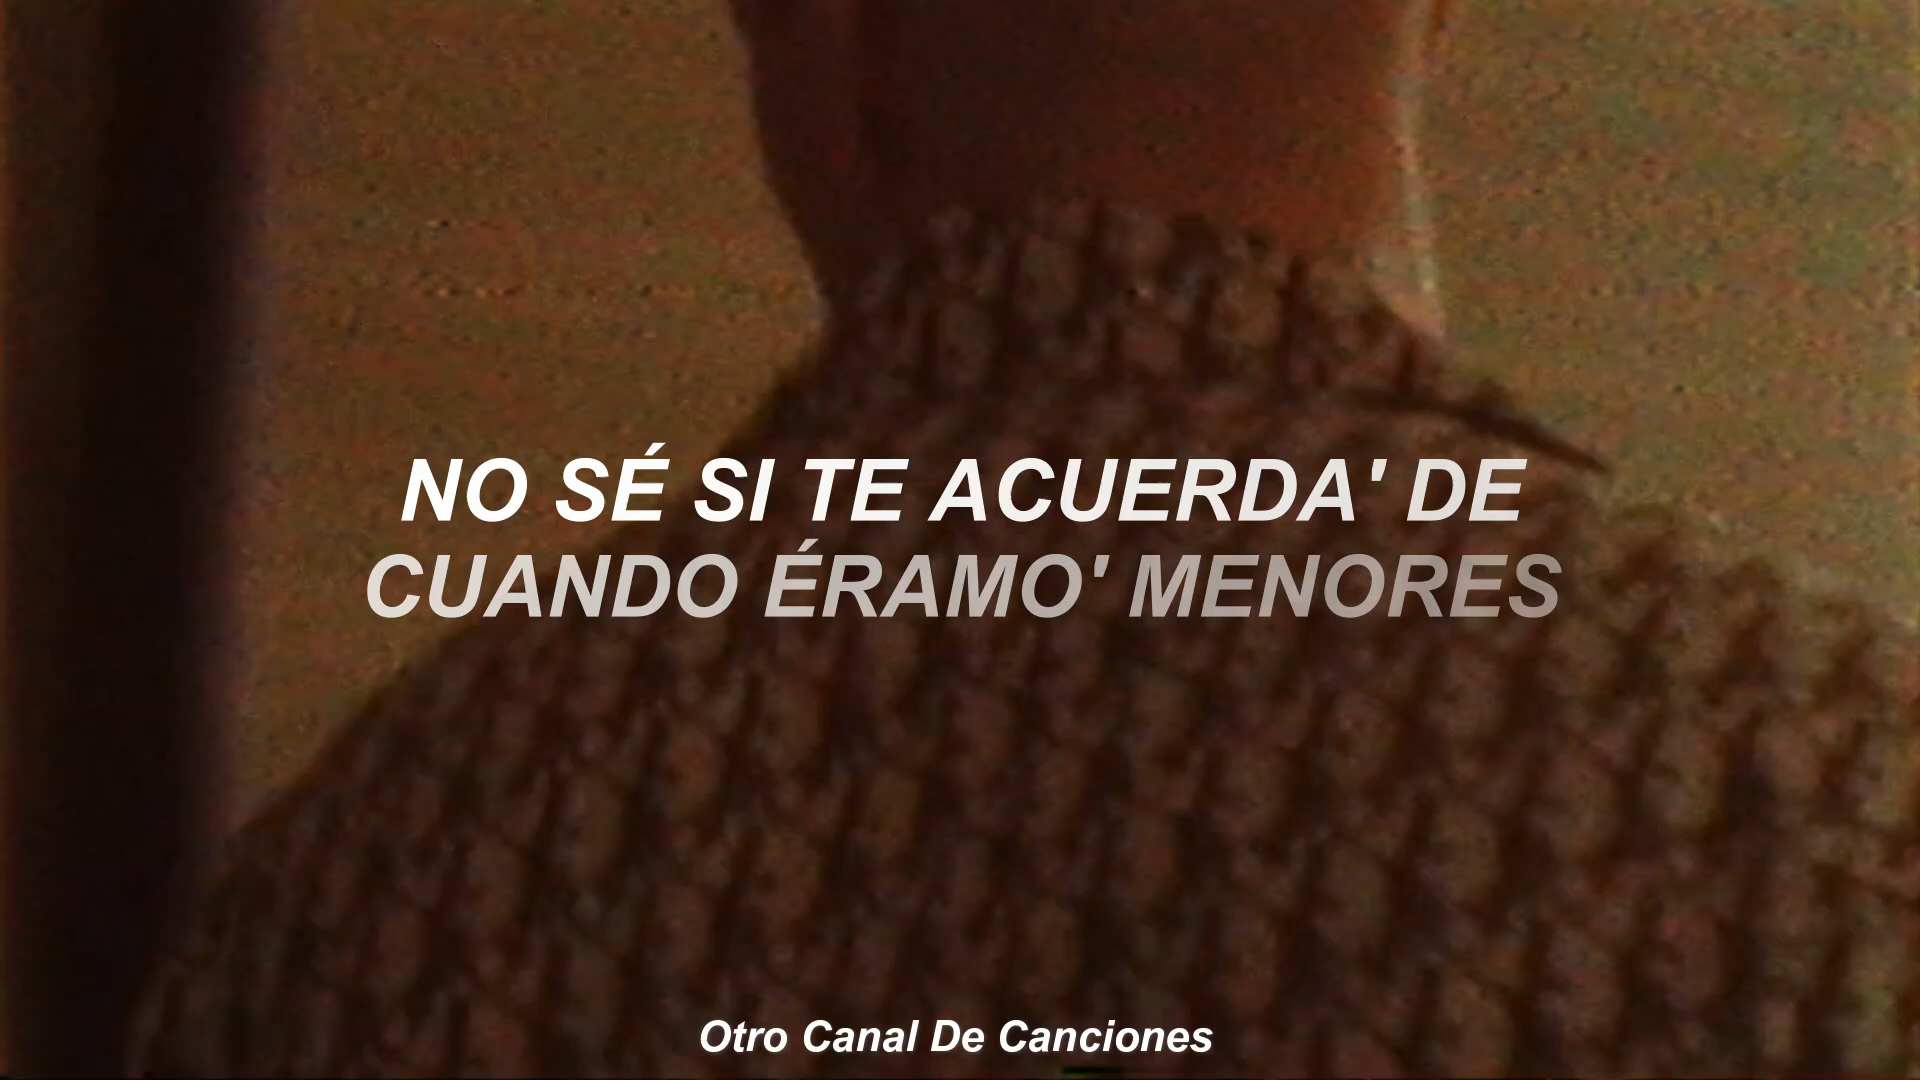 NO SÉ SI TE ACUERDA' DE
CUANDO ÉRAMO' MENORES
Otro Canal De Canciones